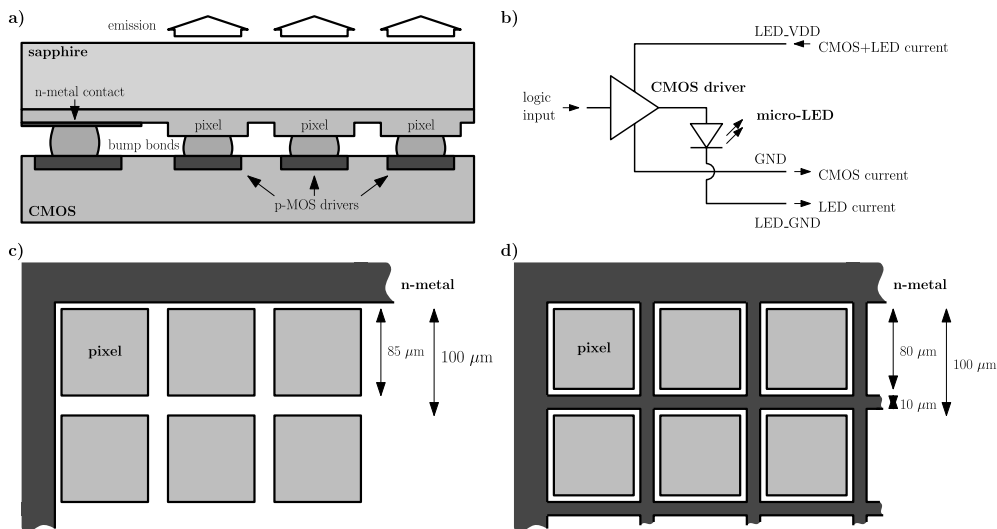 a)
emission
sapphire
n-metal contact
pixel
pixel
pixel
bump bonds
p-MOS drivers
CMOS
b)
LED_VDD
CMOS+LED current
CMOS driver
logic
input
micro-LED
GND
CMOS current
LED current
LED_GND
c)
n-metal
pixel
85 μm
100 μm
d)
n-metal
pixel
80 μm
100 μm
10 μm